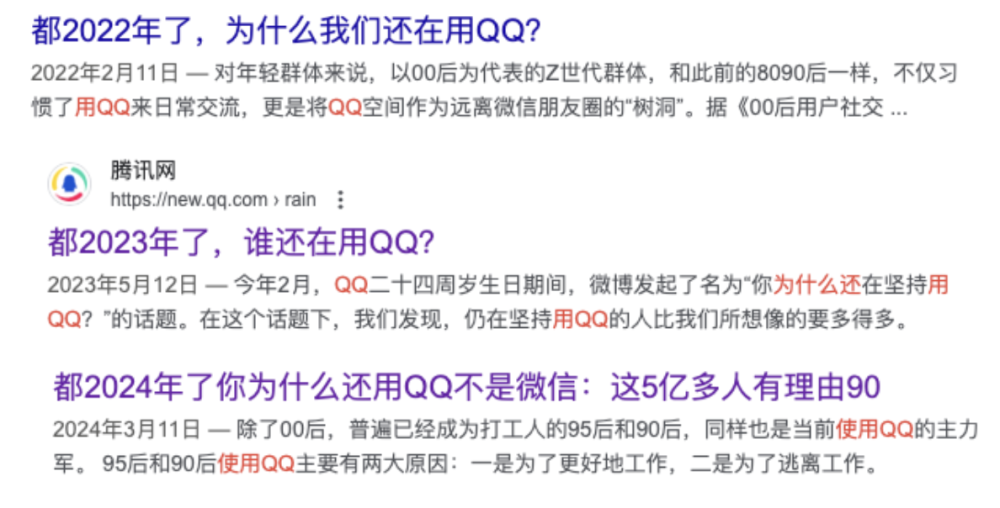 都2022年了，为什么我们还在用QQ?
2022年2月11日 — 对年轻群体来说，以00后为代表的Z世代群体，和此前的8090后一样，不仅习
惯了用QQ来日常交流，更是将QQ空间作为远离微信朋友圈的“树洞”。据《00后用户社交 ...
腾讯网
https://new.qq.com › rain
都2023年了，谁还在用QQ?
2023年5月12日 — 今年2月，QQ二十四周岁生日期间，微博发起了名为“你为什么还在坚持用
QQ？”的话题。在这个话题下，我们发现，仍在坚持用QQ的人比我们所想像的要多得多。
都2024年了你为什么还用QQ不是微信：这5亿多人有理由90
2024年3月11日 — 除了00后，普遍已经成为打工人的95后和90后，同样也是当前使用QQ的主力
军。 95后和90后使用QQ主要有两大原因：一是为了更好地工作，二是为了逃离工作。